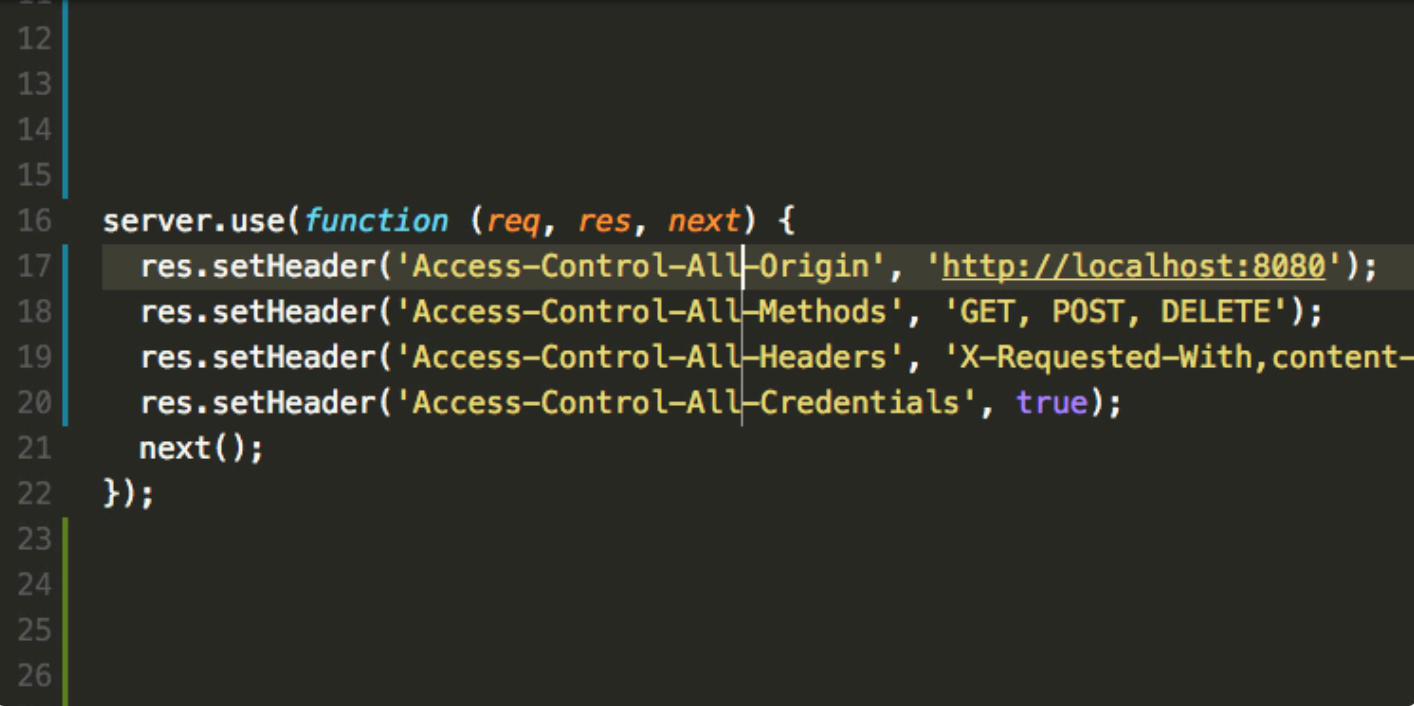 12
13
14
15
16 server.use(function (req, res, next) {
17 res.setHeader('Access-Control-All-Origin', 'http://localhost:8080');
18 res.setHeader('Access-Control-All-Methods', 'GET, POST, DELETE');
19 res.setHeader('Access-Control-All-Headers', 'X-Requested-With,content-
20 res.setHeader('Access-Control-All-Credentials', true);
21 next();
22 });
23
24
25
26